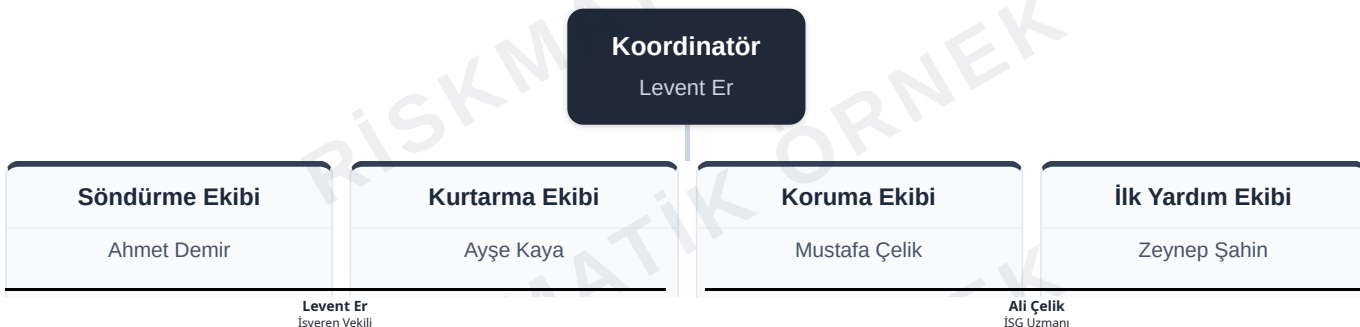 Koordinatör
Levent Er
Söndürme Ekibi
Kurtarma Ekibi
Koruma Ekibi
İlk Yardım Ekibi
Ahmet Demir
Ayşe Kaya
Mustafa Çelik
Zeynep Şahin
Levent Er
İşveren Vekili
Ali Çelik
İSG Uzmanı
RİSKMATİK ÖRNEK